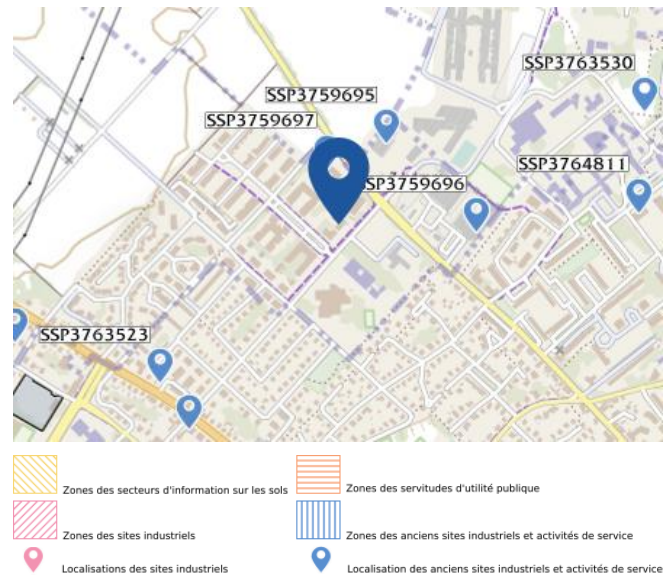 SSP3763530
SSP3759695
SSP3759697
SSP3764811
SSP3759696
SSP3763523
Zones des secteurs d'information sur les sols
Zones des servitudes d'utilité publique
Zones des sites industriels
Zones des anciens sites industriels et activités de service
Localisations des sites industriels
Localisation des anciens sites industriels et activités de service